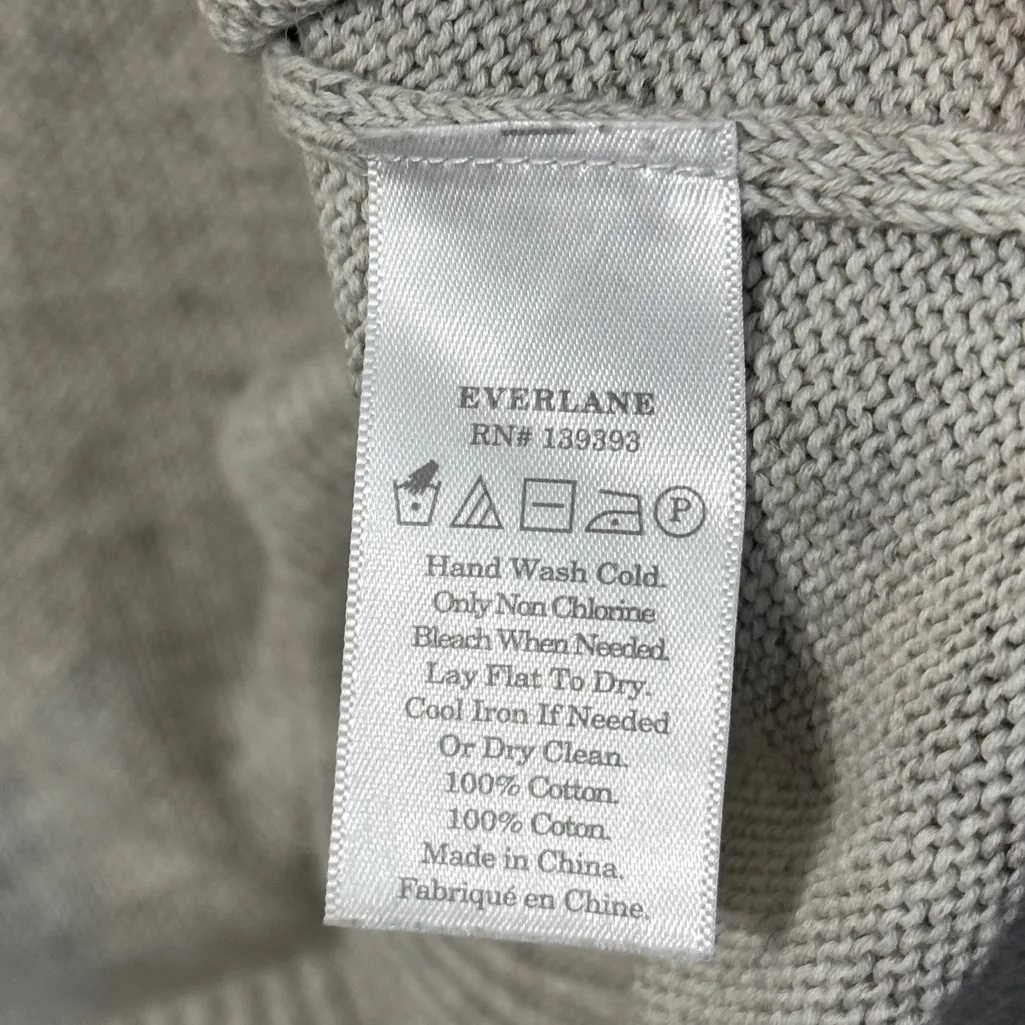 EVERLANE
RN# 139393
P
Hand Wash Cold.
Only Non Chlorine
Bleach When Needed.
Lay Flat To Dry.
Cool Iron If Needed
Or Dry Clean.
100% Cotton.
100% Coton.
Made in China.
Fabriqué en Chine.